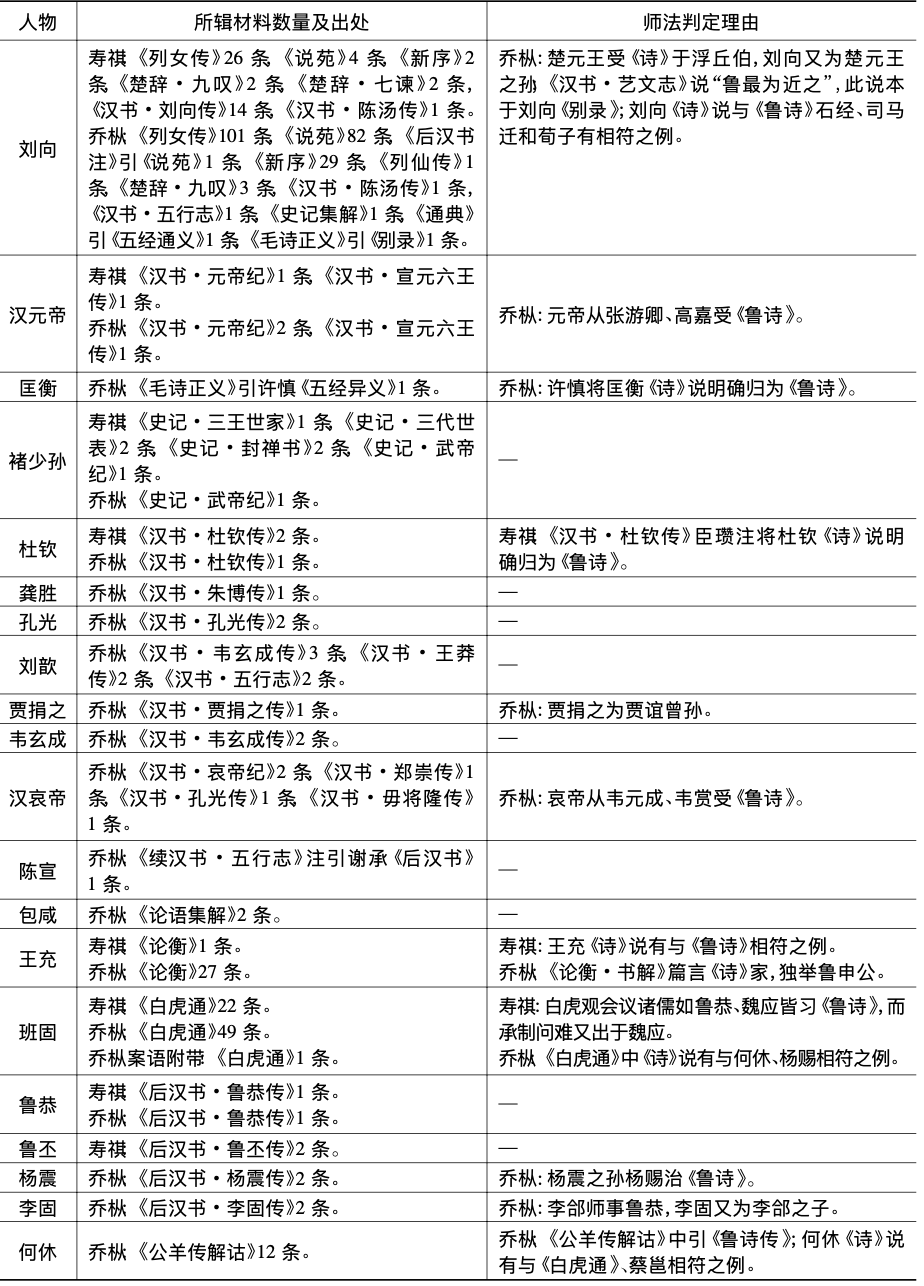 人物 所辑材料数量及出处 师法判定理由
刘向
寿祺:《列女传》26 条、《说苑》4 条、《新序》2
条、《楚辞·九叹》2 条、《楚辞·七谏》2 条,
《汉书·刘向传》14 条、《汉书·陈汤传》1 条。
乔枞:《列女传》101 条、《说苑》82 条、《后汉书
注》引《说苑》1 条、《新序》29 条、《列仙传》1
条、《楚辞·九叹》3 条、《汉书·陈汤传》1 条,
《汉书·五行志》1 条、《史记集解》1 条、《通典》
引《五经通义》1 条、《毛诗正义》引《别录》1 条。
乔枞: 楚元王受《诗》于浮丘伯, 刘向又为楚元王
之孙,《汉书·艺文志》说“鲁最为近之”, 此说本
于刘向《别录》; 刘向《诗》说与《鲁诗》石经、司马
迁和荀子有相符之例。
汉元帝
寿祺:《汉书·元帝纪》1 条、《汉书·宣元六王
传》1 条。
乔枞:《汉书·元帝纪》2 条、《汉书·宣元六王
传》1 条。
乔枞: 元帝从张游卿、高嘉受《鲁诗》。
匡衡
乔枞:《毛诗正义》引许慎《五经异义》1 条。
乔枞: 许慎将匡衡《诗》说明确归为《鲁诗》。
褚少孙
寿祺:《史记·三王世家》1 条、《史记·三代世
表》2 条、《史记·封禅书》2 条、《史记·武帝
纪》1 条。
乔枞:《史记·武帝纪》1 条。
—
杜钦
寿祺:《汉书·杜钦传》2 条。
乔枞:《汉书·杜钦传》1 条。
寿祺:《汉书·杜钦传》臣瓒注将杜钦《诗》说明
确归为《鲁诗》。
龚胜
乔枞:《汉书·朱博传》1 条。
—
孔光
乔枞:《汉书·孔光传》2 条。
—
刘歆
乔枞:《汉书·韦玄成传》3 条、《汉书·王莽
传》2 条、《汉书·五行志》2 条。
—
贾捐之
乔枞:《汉书·贾捐之传》1 条。
乔枞: 贾捐之为贾谊曾孙。
韦玄成
乔枞:《汉书·韦玄成传》2 条。
—
汉哀帝
乔枞:《汉书·哀帝纪》2 条、《汉书·郑崇传》1
条、《汉书·孔光传》1 条、《汉书·毋将隆传》
1 条。
乔枞: 哀帝从韦元成、韦赏受《鲁诗》。
陈宣
乔枞:《续汉书·五行志》注引谢承《后汉书》
1 条。
—
包咸
乔枞:《论语集解》2 条。
—
王充
寿祺:《论衡》1 条。
乔枞:《论衡》27 条。
寿祺: 王充《诗》说有与《鲁诗》相符之例。
乔枞:《论衡·书解》篇言《诗》家, 独举鲁申公。
班固
寿祺:《白虎通》22 条。
乔枞:《白虎通》49 条。
乔枞案语附带:《白虎通》1 条。
寿祺: 白虎观会议诸儒如鲁恭、魏应皆习《鲁诗》, 而
承制问难又出于魏应。
乔枞:《白虎通》中《诗》说有与何休、杨赐相符之例。
鲁恭
寿祺:《后汉书·鲁恭传》1 条。
乔枞:《后汉书·鲁恭传》1 条。
—
鲁丕
寿祺:《后汉书·鲁丕传》2 条。
—
杨震
乔枞:《后汉书·杨震传》2 条。
乔枞: 杨震之孙杨赐治《鲁诗》。
李固
乔枞:《后汉书·李固传》2 条。
乔枞: 李郃师事鲁恭, 李固又为李郃之子。
何休
乔枞:《公羊传解诂》12 条。
乔枞:《公羊传解诂》中引《鲁诗传》; 何休《诗》说
有与《白虎通》、蔡邕相符之例。